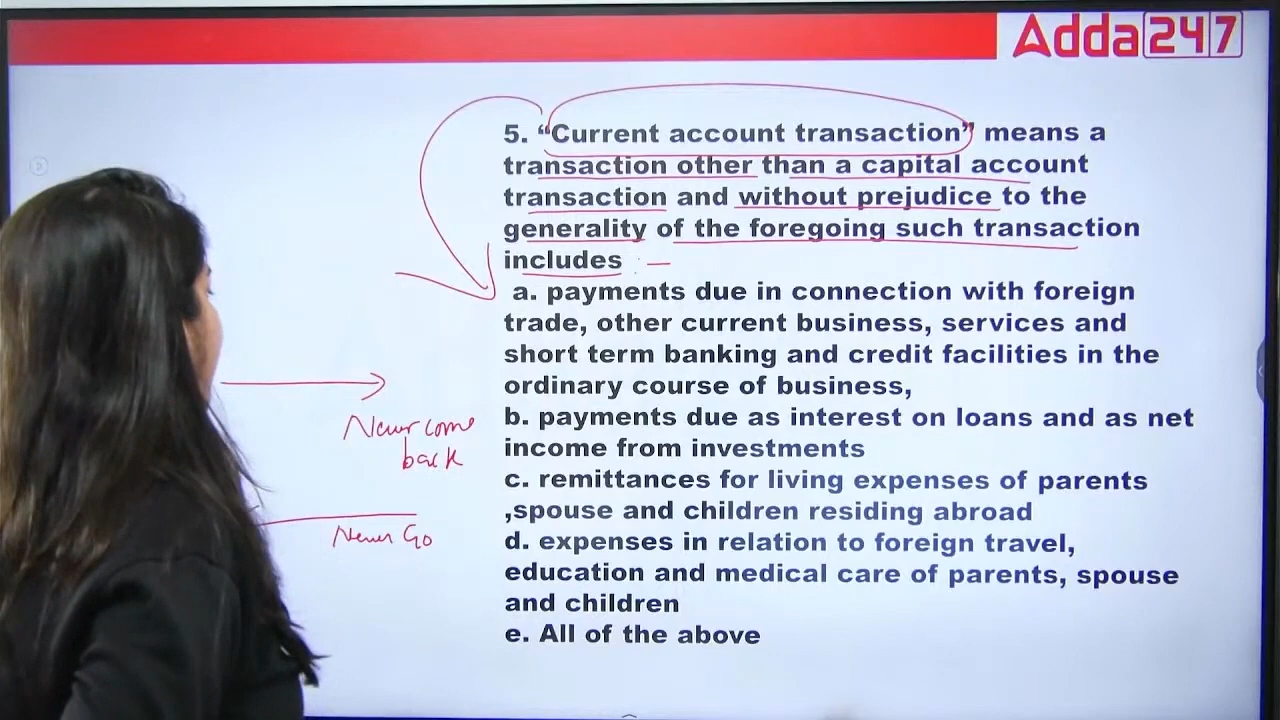 Adda247
5. “Current account transaction” means a
transaction other than a capital account
transaction and without prejudice to the
generality of the foregoing such transaction
includes :—
a. payments due in connection with foreign
trade, other current business, services and
short term banking and credit facilities in the
ordinary course of business,
b. payments due as interest on loans and as net
income from investments
c. remittances for living expenses of parents
,spouse and children residing abroad
d. expenses in relation to foreign travel,
education and medical care of parents, spouse
and children
e. All of the above
Never come
back
Never Go